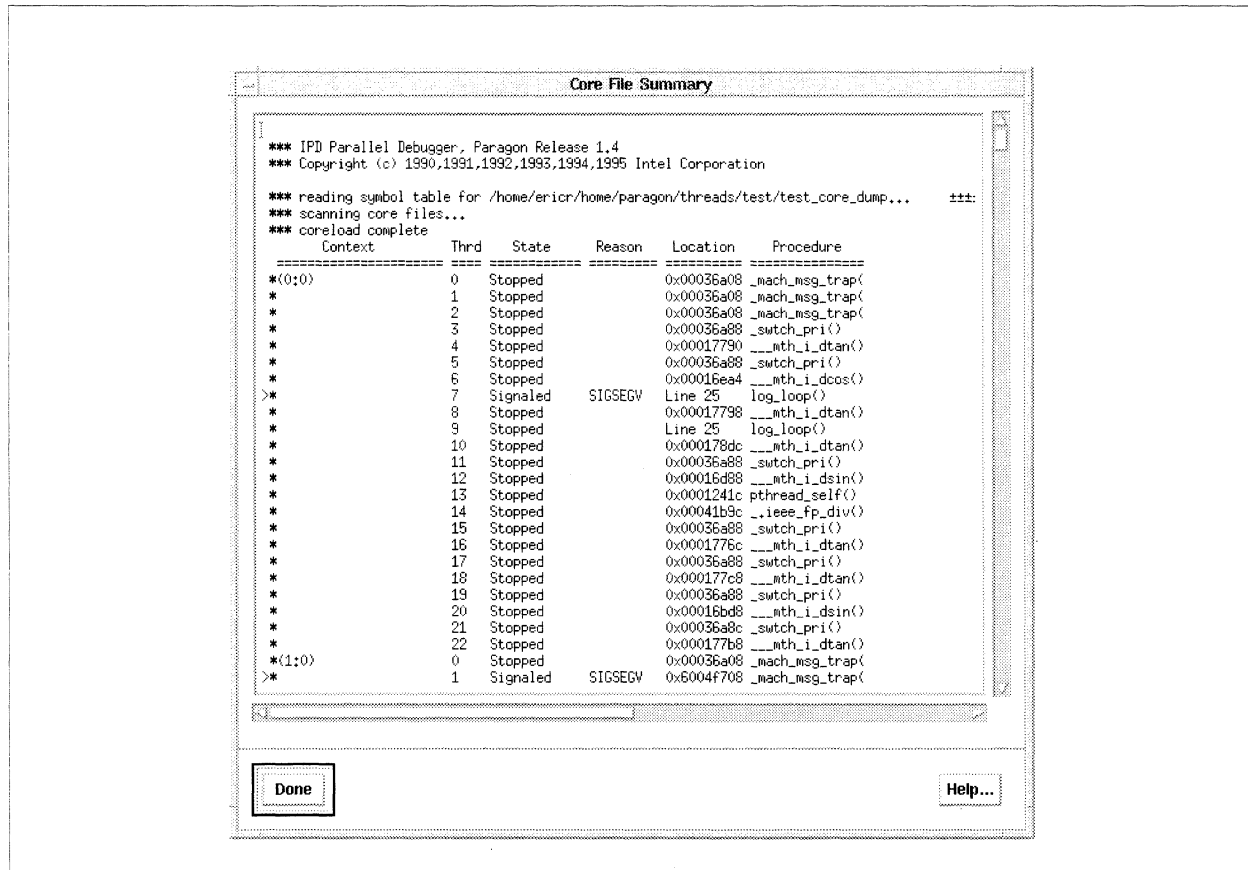 Core File Summary
*** IPD Parallel Debugger, Paragon Release 1.4
*** Copyright (c) 1990,1991,1992,1993,1994,1995 Intel Corporation
*** reading symbol table for /home/ericr/home/paragon/threads/test/test_core_dump... ±±±:
*** scanning core files...
*** coreload complete
Context Thrd State Reason Location Procedure
====================== ==== ============ ========= ========== ===============
*(0:0) 0 Stopped 0x00036a08 _mach_msg_trap(
* 1 Stopped 0x00036a08 _mach_msg_trap(
* 2 Stopped 0x00036a08 _mach_msg_trap(
* 3 Stopped 0x00036a88 _swtch_pri()
* 4 Stopped 0x00017790 ___mth_i_dtan()
* 5 Stopped 0x00036a88 _swtch_pri()
* 6 Stopped 0x00016ea4 ___mth_i_dcos()
>* 7 Signaled SIGSEGV Line 25 log_loop()
* 8 Stopped 0x00017798 ___mth_i_dtan()
* 9 Stopped Line 25 log_loop()
* 10 Stopped 0x000178dc ___mth_i_dtan()
* 11 Stopped 0x00036a88 _swtch_pri()
* 12 Stopped 0x00016d88 ___mth_i_dsin()
* 13 Stopped 0x0001241c pthread_self()
* 14 Stopped 0x00041b9c _.ieee_fp_div()
* 15 Stopped 0x00036a88 _swtch_pri()
* 16 Stopped 0x0001776c ___mth_i_dtan()
* 17 Stopped 0x00036a88 _swtch_pri()
* 18 Stopped 0x000177c8 ___mth_i_dtan()
* 19 Stopped 0x00036a88 _swtch_pri()
* 20 Stopped 0x00016bd8 ___mth_i_dsin()
* 21 Stopped 0x00036a8c _swtch_pri()
* 22 Stopped 0x000177b8 ___mth_i_dtan()
*(1:0) 0 Stopped 0x00036a08 _mach_msg_trap(
>* 1 Signaled SIGSEGV 0x6004f708 _mach_msg_trap(
Done Help...